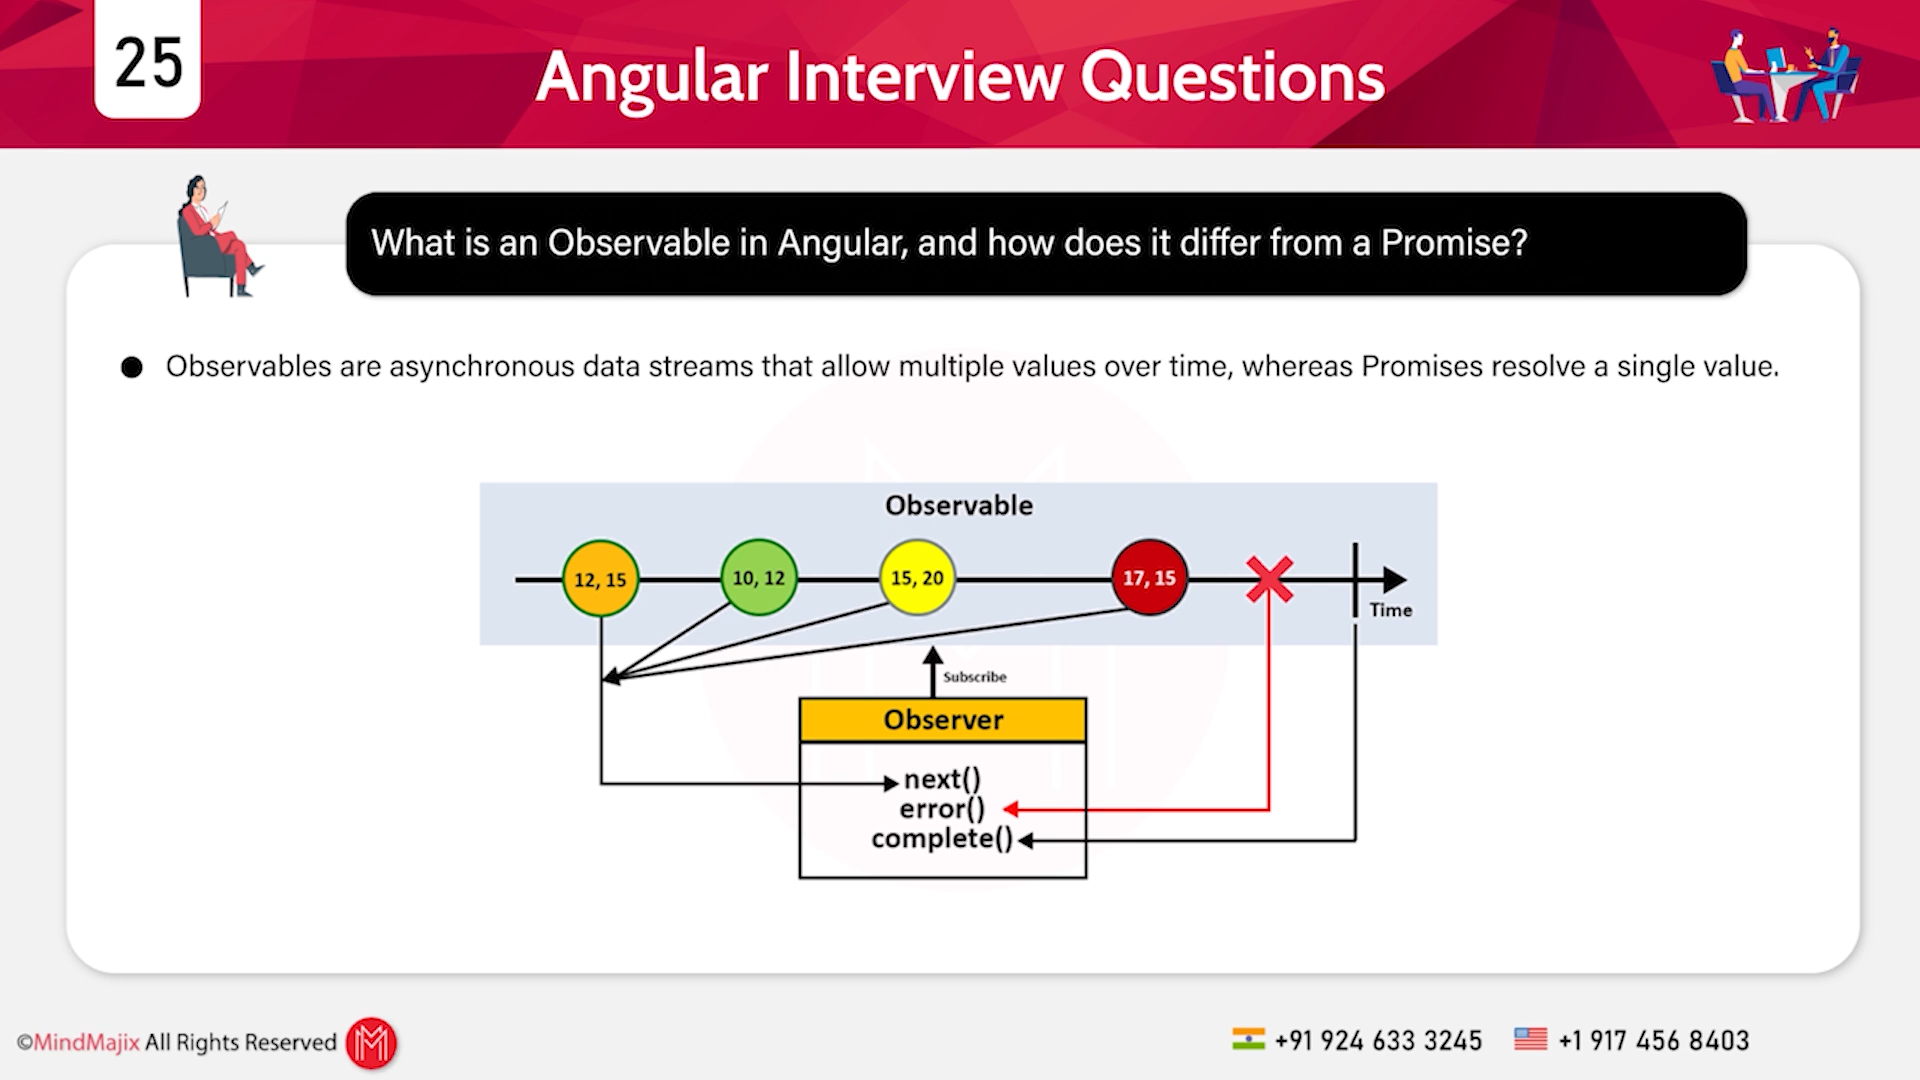 25
Angular Interview Questions
What is an Observable in Angular, and how does it differ from a Promise?
Observables are asynchronous data streams that allow multiple values over time, whereas Promises resolve a single value.
Observable
12, 15
10, 12
15, 20
17, 15
Time
Subscribe
Observer
next()
error()
complete()
©MindMajix All Rights Reserved
+91 924 633 3245
+1 917 456 8403